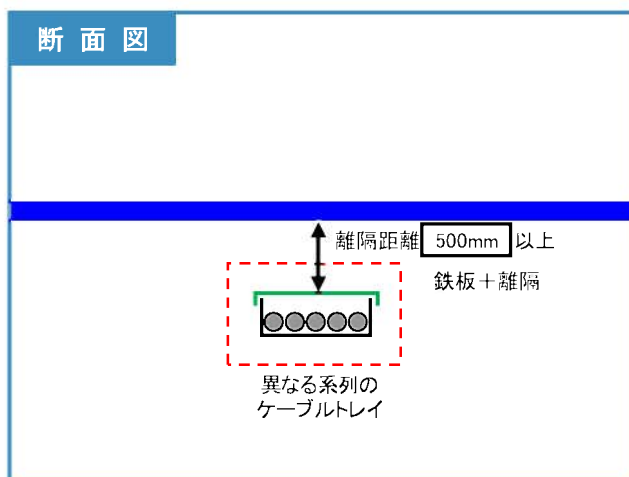 断面図
離隔距離 500mm 以上
鉄板＋離隔
異なる系列の
ケーブルトレイ